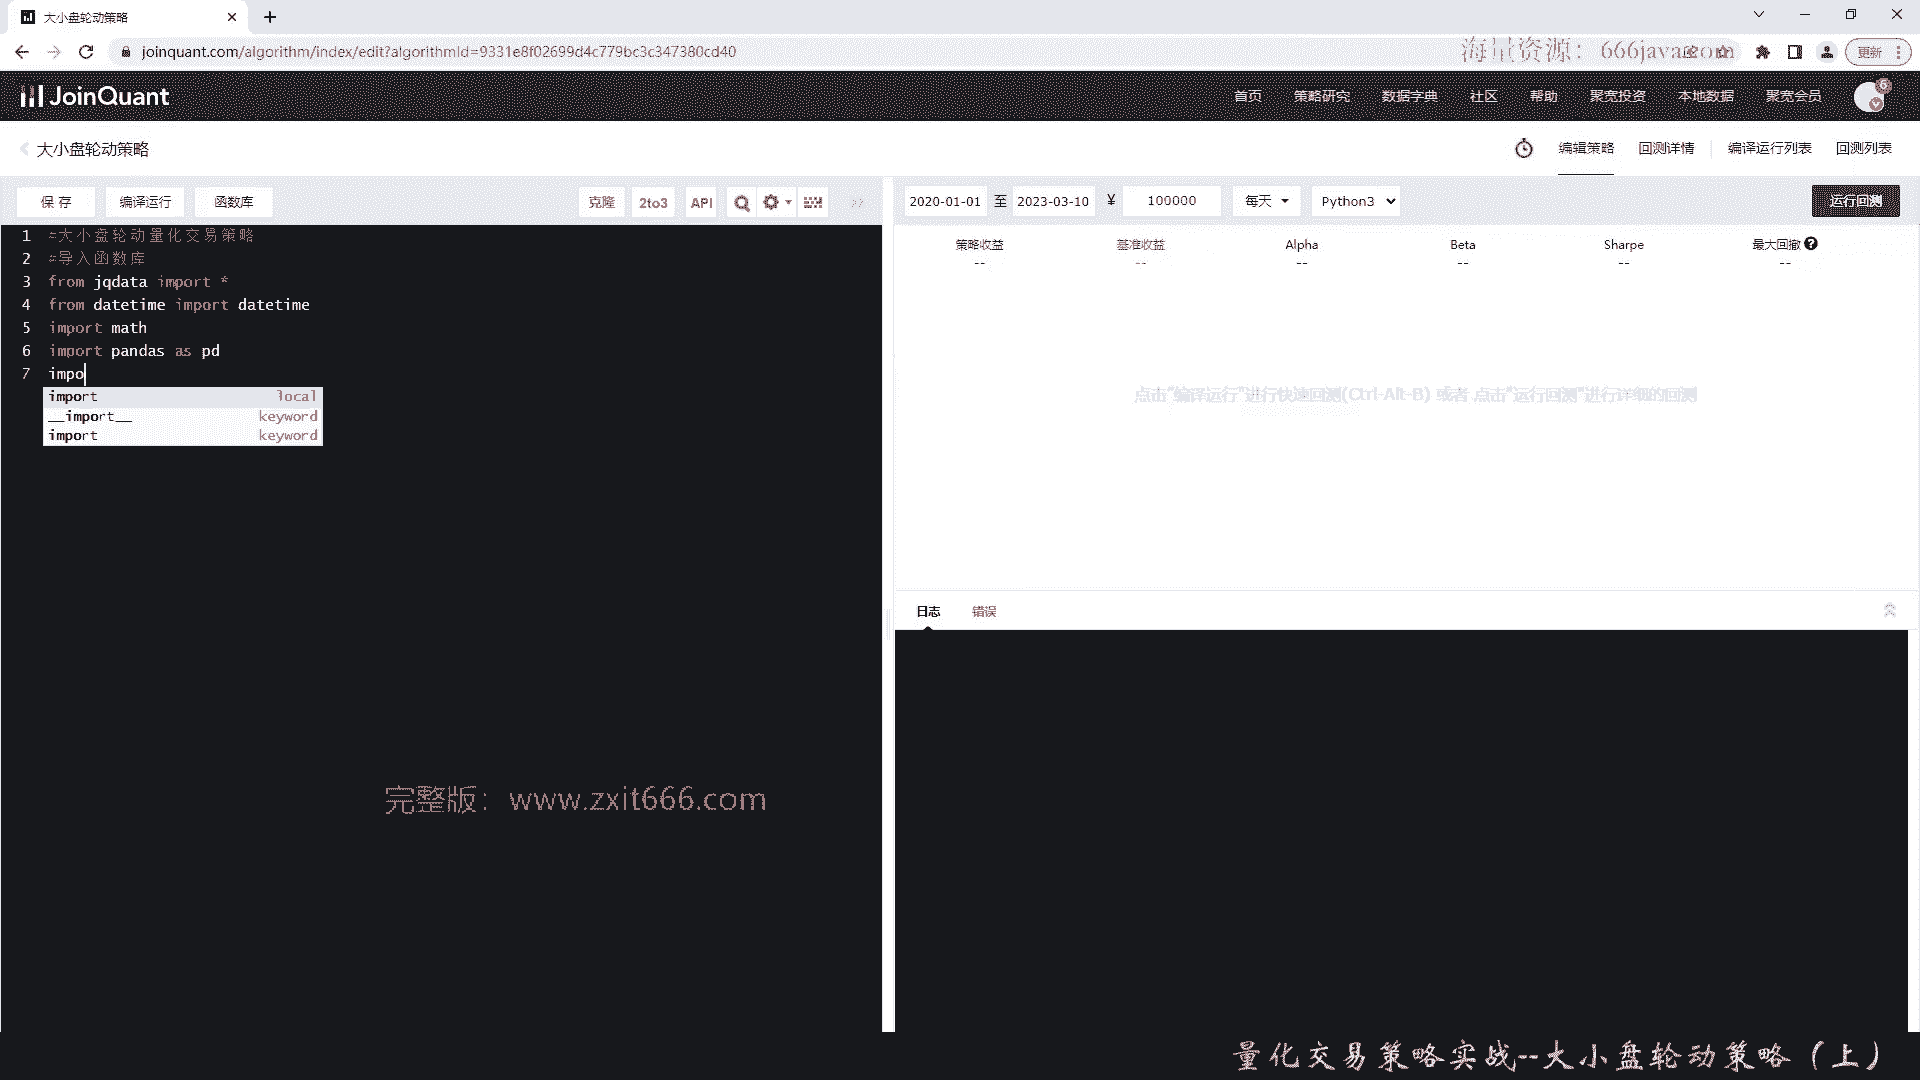 大小盘轮动策略
joinquant.com/algorithm/index/edit?algorithmId=9331e8f02699d4c779bc3c347380cd40
海量资源：666java.com
更新
JoinQuant
首页 策略研究 数据字典 社区 帮助 聚宽投资 本地数据 聚宽会员
6
大小盘轮动策略
编辑策略 回测详情 编译运行列表 回测列表
保存 编译运行 函数库 克隆 2to3 API
2020-01-01 至 2023-03-10 ¥ 100000 每天 Python3 运行回测
1 #大小盘轮动量化交易策略
2 #导入函数库
3 from jqdata import *
4 from datetime import datetime
5 import math
6 import pandas as pd
7 impo
import local
__import__ keyword
import keyword
策略收益 基准收益 Alpha Beta Sharpe 最大回撤
-- -- -- -- -- --
点击"编译运行"进行快速回测(Ctrl-Alt-B) 或者 点击"运行回测"进行详细的回测
日志 错误
完整版：www.zxit666.com
量化交易策略实战--大小盘轮动策略（上）